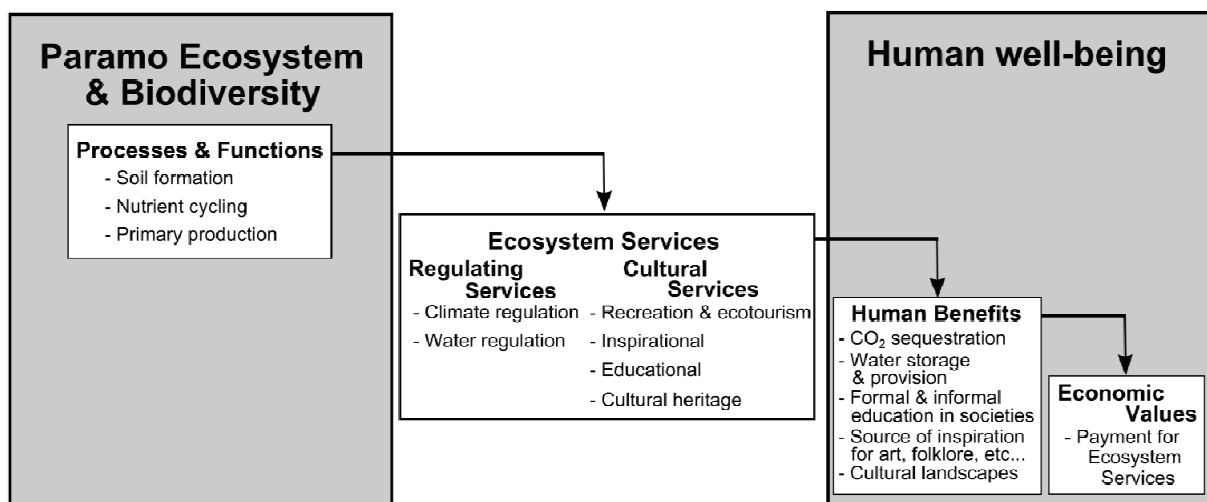 Paramo Ecosystem
& Biodiversity
Processes & Functions
- Soil formation
- Nutrient cycling
- Primary production
Ecosystem Services
Regulating
Services
- Climate regulation
- Water regulation
Cultural
Services
- Recreation & ecotourism
- Inspirational
- Educational
- Cultural heritage
Human well-being
Human Benefits
- CO₂ sequestration
- Water storage
& provision
- Formal & informal
education in societies
- Source of inspiration
for art, folklore, etc...
- Cultural landscapes
Economic
Values
- Payment for
Ecosystem
Services